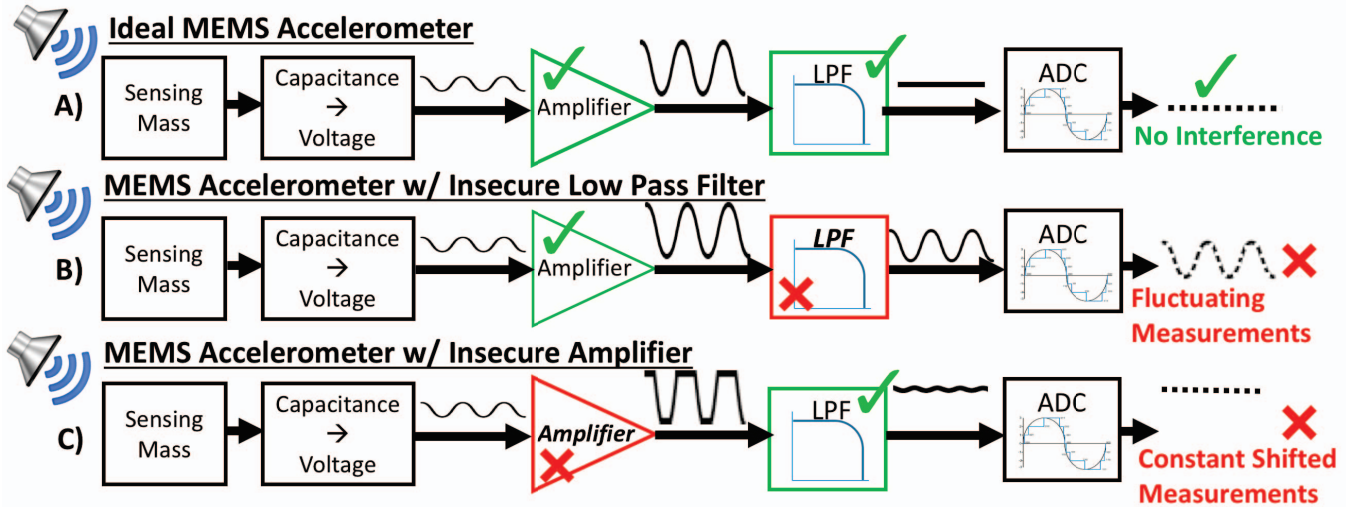 Ideal MEMS Accelerometer
A)
Sensing
Mass
Capacitance
→
Voltage
Amplifier
LPF
ADC
No Interference
MEMS Accelerometer w/ Insecure Low Pass Filter
B)
Sensing
Mass
Capacitance
→
Voltage
Amplifier
LPF
ADC
Fluctuating
Measurements
MEMS Accelerometer w/ Insecure Amplifier
C)
Sensing
Mass
Capacitance
→
Voltage
Amplifier
LPF
ADC
Constant Shifted
Measurements